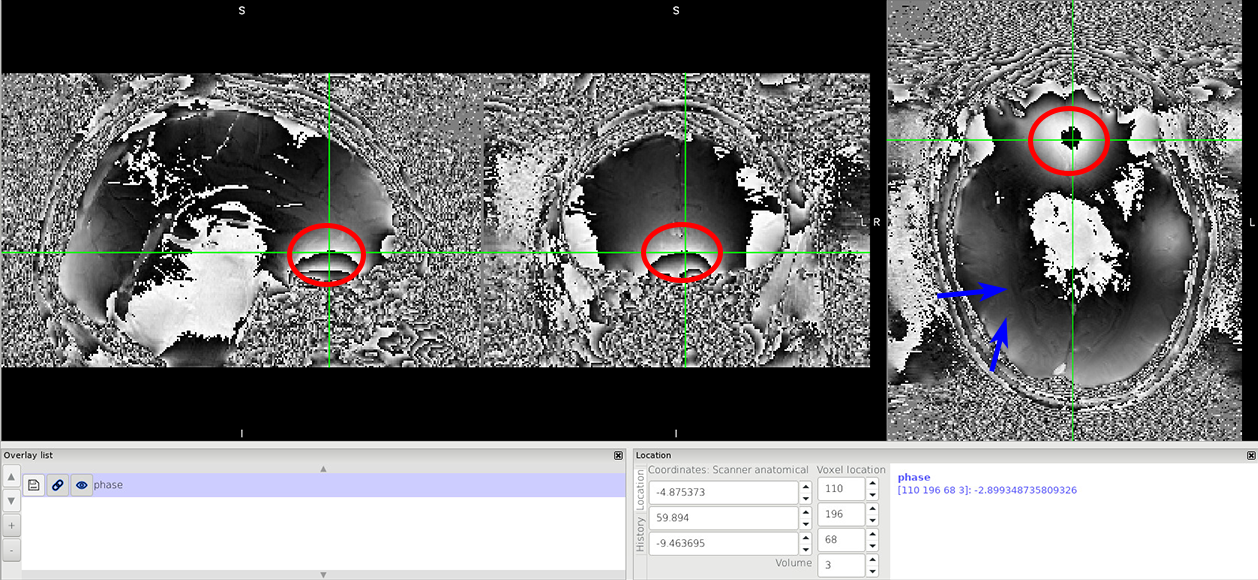 S
S
R
L
I
I
Overlay list
phase
Location
Coordinates: Scanner anatomical
Voxel location
Location
History
-4.875373
110
59.894
196
-9.463695
68
Volume
3
phase
[110 196 68 3]: -2.899348735809326